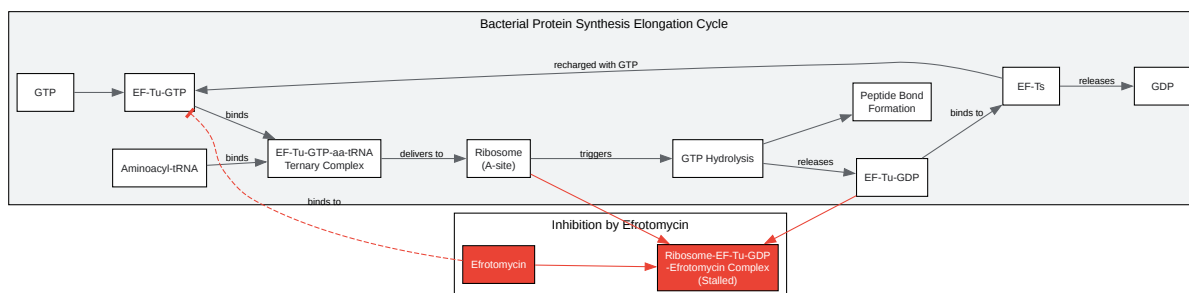 Bacterial Protein Synthesis Elongation Cycle
recharged with GTP
GTP
EF-Tu-GTP
EF-Ts
releases
GDP
Peptide Bond
Formation
binds
binds to
Aminoacyl-tRNA
binds
EF-Tu-GTP-aa-tRNA
Ternary Complex
delivers to
Ribosome
(A-site)
triggers
GTP Hydrolysis
releases
EF-Tu-GDP
binds to
Inhibition by Efrotomycin
Efrotomycin
Ribosome-EF-Tu-GDP
-Efrotomycin Complex
(Stalled)